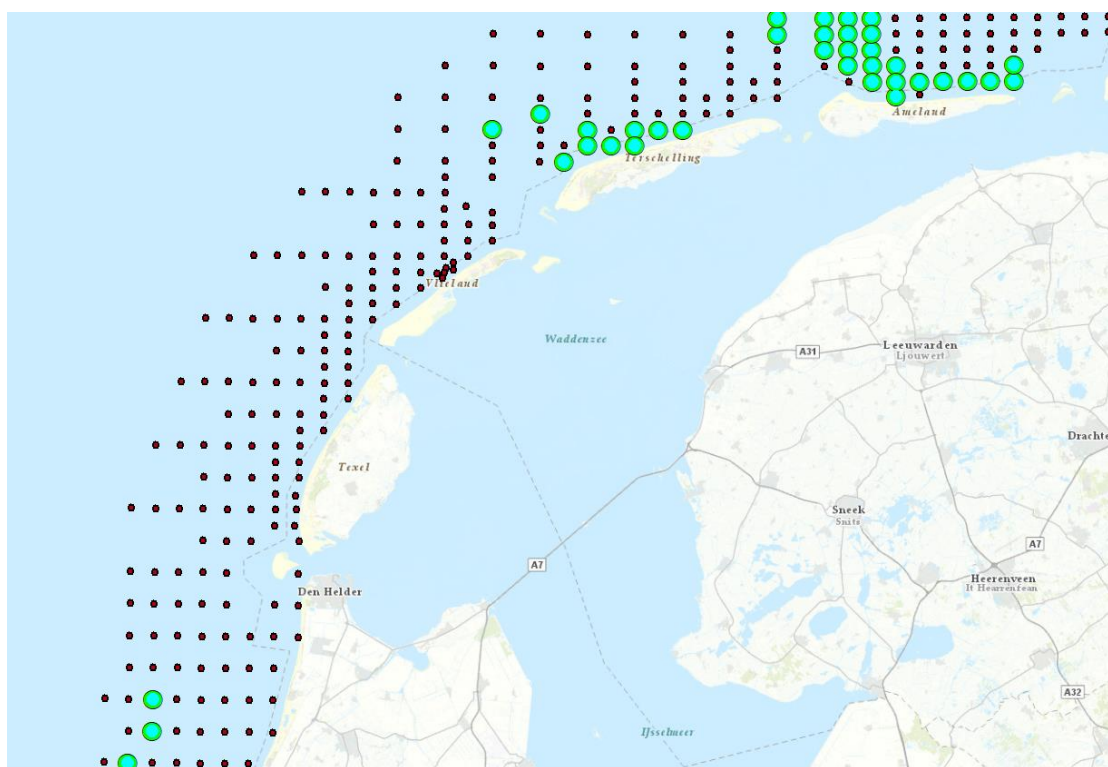 Ameland
Terschelling
Vlieland
Waddenzee
A31
Leeuwarden
Ljouwert
Drachte
Texel
Sneek
Snits
A7
A7
Heerenveen
It Hearrenfean
Den Helder
A32
IJsselmeer